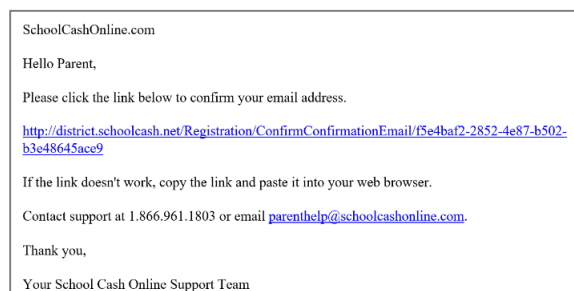 SchoolCashOnline.com
Hello Parent,
Please click the link below to confirm your email address.
http://district.schoolcash.net/Registration/ConfirmConfirmationEmail/f5e4baf2-2852-4e87-b502-
b3e48645ace9
If the link doesn't work, copy the link and paste it into your web browser.
Contact support at 1.866.961.1803 or email parenthelp@schoolcashonline.com.
Thank you,
Your School Cash Online Support Team